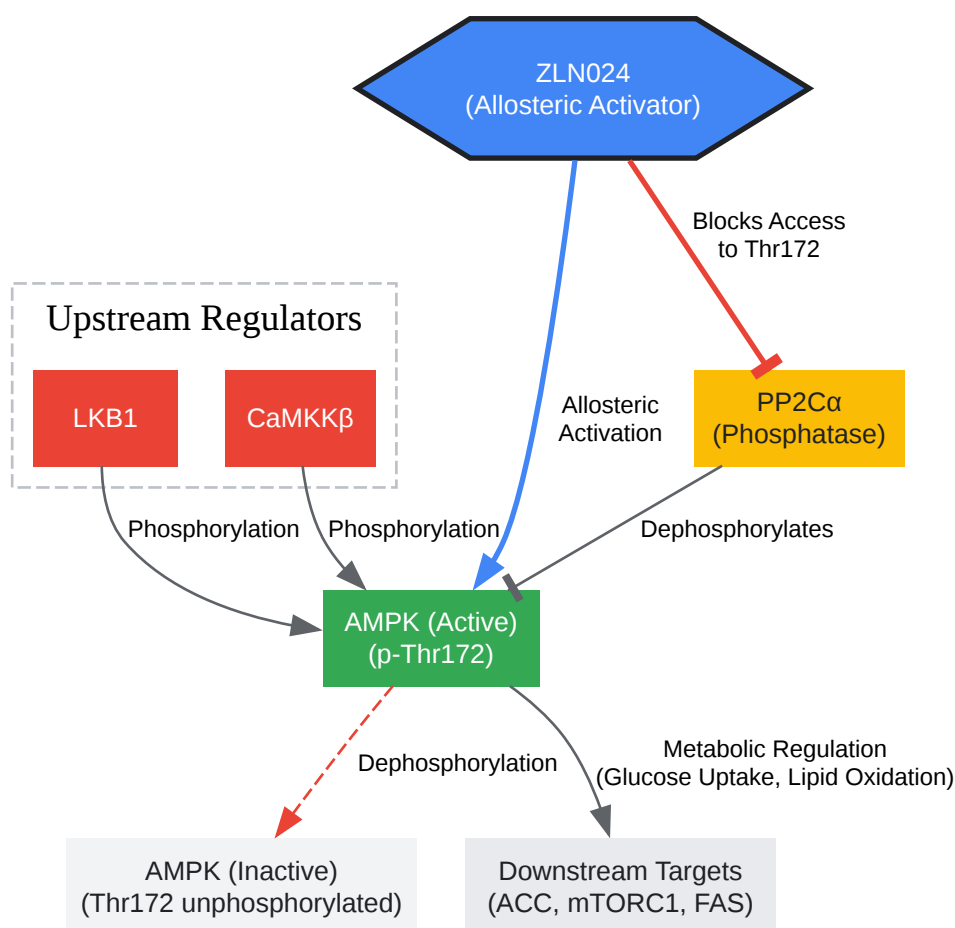 ZLN024
(Allosteric Activator)
Blocks Access
to Thr172
Upstream Regulators
LKB1
CaMKKβ
Allosteric
Activation
PP2Cα
(Phosphatase)
Phosphorylation
Phosphorylation
Dephosphorylates
AMPK (Active)
(p-Thr172)
Dephosphorylation
Metabolic Regulation
(Glucose Uptake, Lipid Oxidation)
AMPK (Inactive)
(Thr172 unphosphorylated)
Downstream Targets
(ACC, mTORC1, FAS)